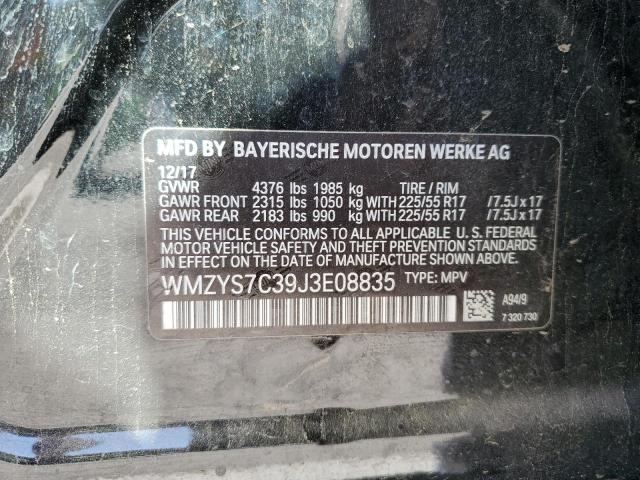 MFD BY BAYERISCHE MOTOREN WERKE AG
12/17
GVWR 4376 lbs 1985 kg TIRE / RIM
GAWR FRONT 2315 lbs 1050 kg WITH 225/55 R17 /7.5J x 17
GAWR REAR 2183 lbs 990 kg WITH 225/55 R17 /7.5J x 17
THIS VEHICLE CONFORMS TO ALL APPLICABLE U. S. FEDERAL
MOTOR VEHICLE SAFETY AND THEFT PREVENTION STANDARDS
IN EFFECT ON THE DATE OF MANUFACTURE SHOWN ABOVE.
WMZYS7C39J3E08835 TYPE: MPV
A94/9
7 320 730